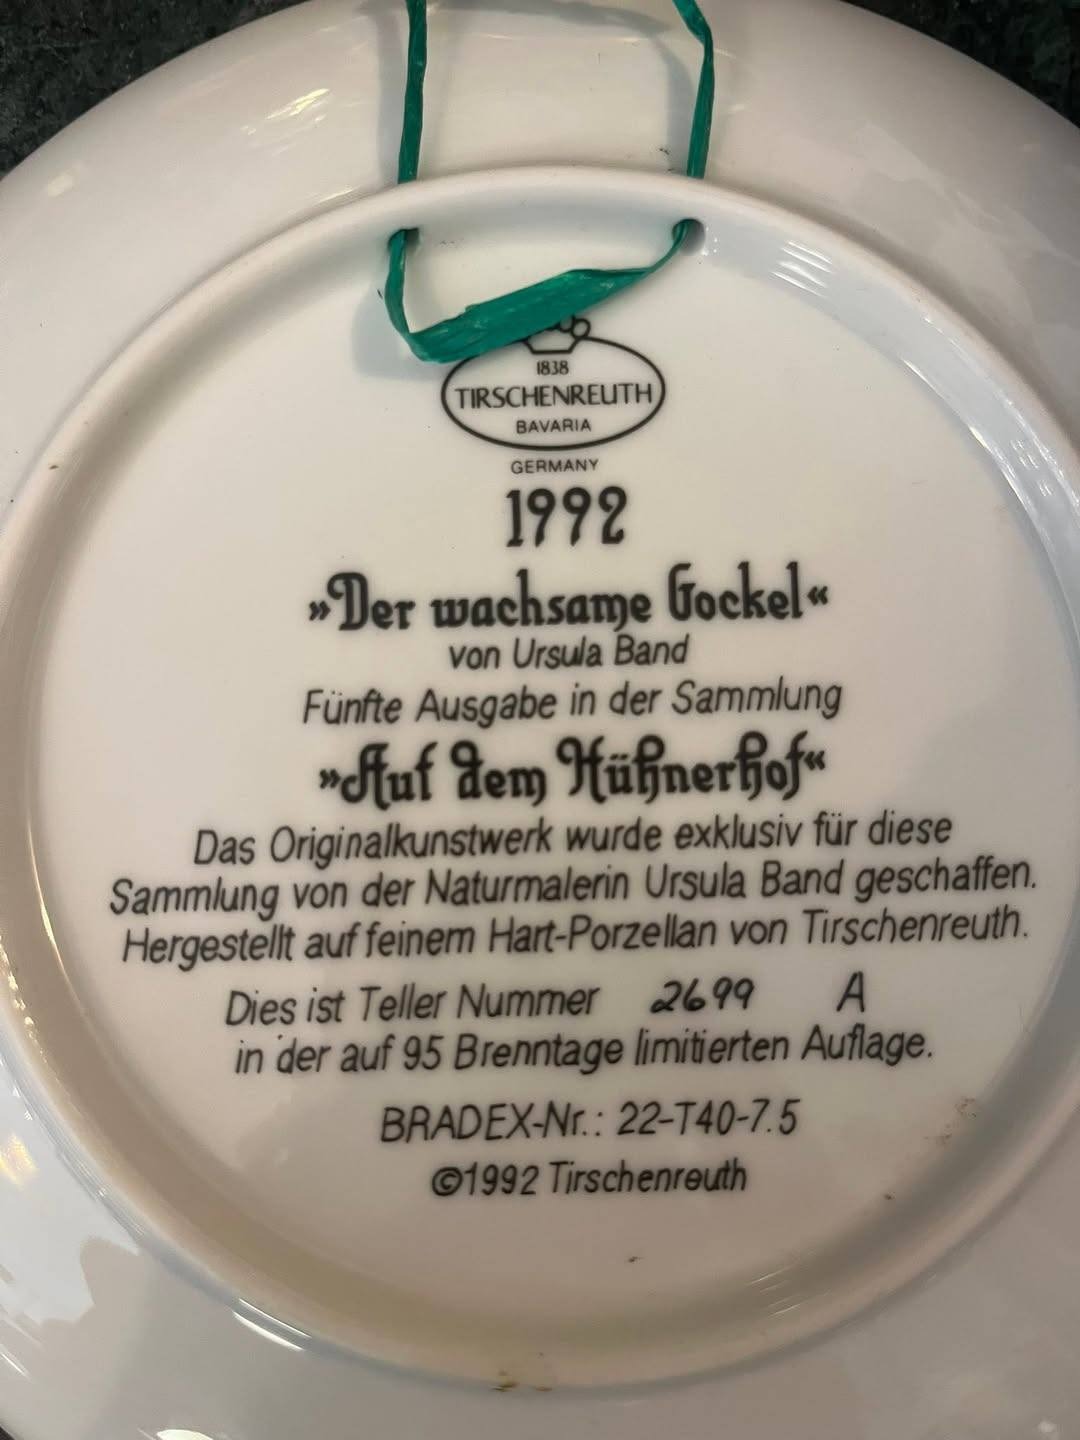 1838
TIRSCHENREUTH
BAVARIA
GERMANY
1992
»Der wachsame Gockel«
von Ursula Band
Fünfte Ausgabe in der Sammlung
»Auf dem Hühnerhof«
Das Originalkunstwerk wurde exklusiv für diese
Sammlung von der Naturmalerin Ursula Band geschaffen.
Hergestellt auf feinem Hart-Porzellan von Tirschenreuth.
Dies ist Teller Nummer 2699 A
in der auf 95 Brenntage limitierten Auflage.
BRADEX-Nr.: 22-T40-7.5
©1992 Tirschenreuth